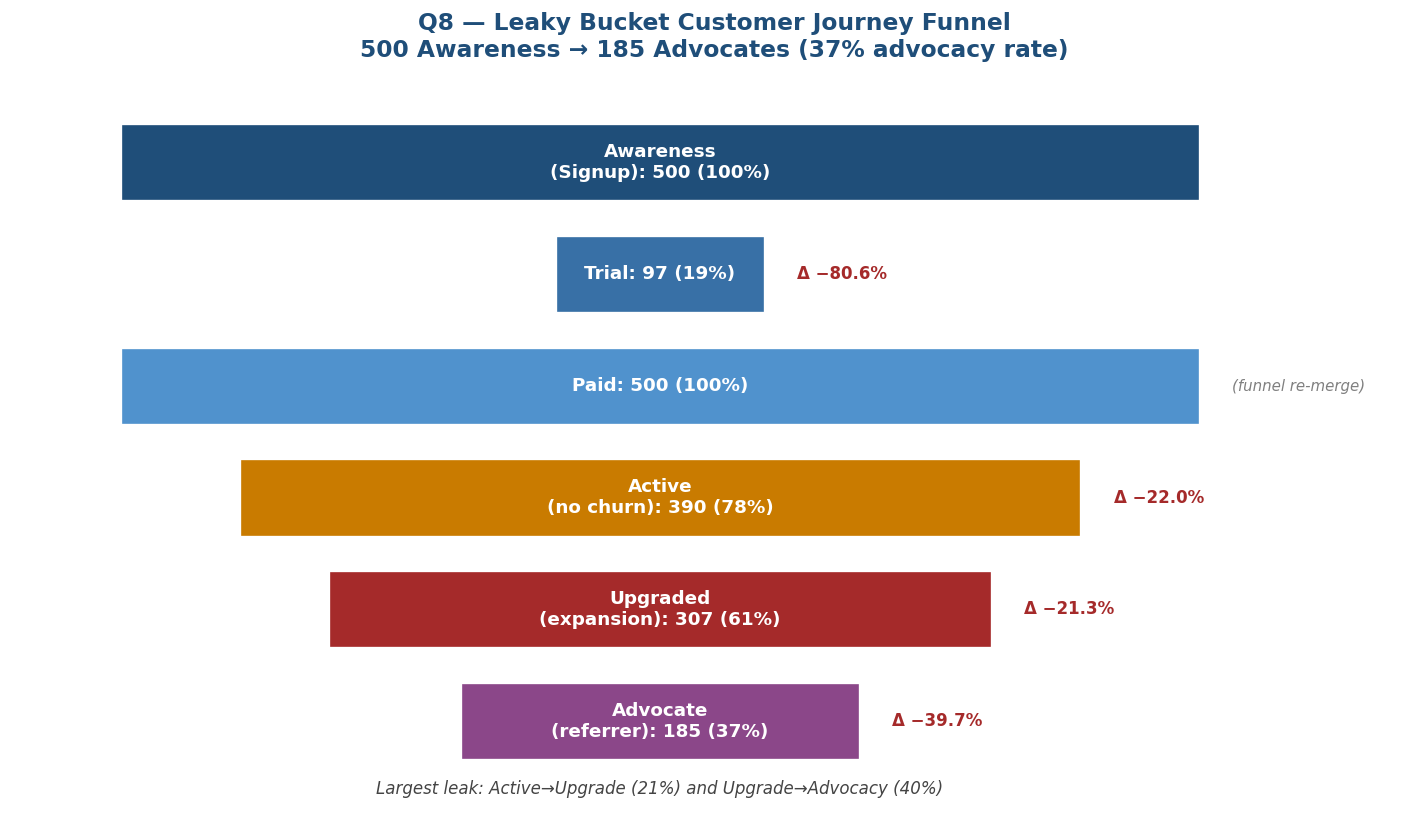 Q8 — Leaky Bucket Customer Journey Funnel
500 Awareness → 185 Advocates (37% advocacy rate)
Awareness
(Signup): 500 (100%)
Trial: 97 (19%)
Δ −80.6%
Paid: 500 (100%)
(funnel re-merge)
Active
(no churn): 390 (78%)
Δ −22.0%
Upgraded
(expansion): 307 (61%)
Δ −21.3%
Advocate
(referrer): 185 (37%)
Δ −39.7%
Largest leak: Active→Upgrade (21%) and Upgrade→Advocacy (40%)